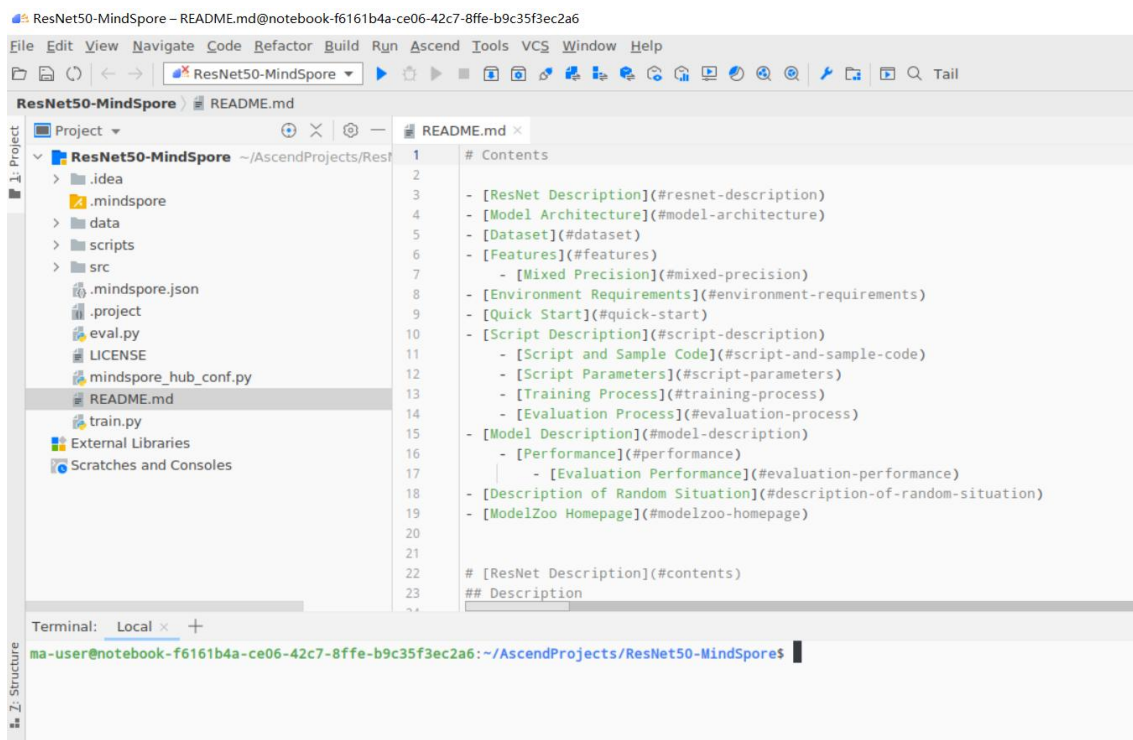 ResNet50-MindSpore – README.md@notebook-f6161b4a-ce06-42c7-8ffe-b9c35f3ec2a6
File Edit View Navigate Code Refactor Build Run Ascend Tools VCS Window Help
ResNet50-MindSpore Tail
ResNet50-MindSpore README.md
1: Project
Project
ResNet50-MindSpore ~/AscendProjects/Res
.idea
.mindspore
data
scripts
src
.mindspore.json
.project
eval.py
LICENSE
mindspore_hub_conf.py
README.md
train.py
External Libraries
Scratches and Consoles
README.md
1 # Contents
2
3 - [ResNet Description](#resnet-description)
4 - [Model Architecture](#model-architecture)
5 - [Dataset](#dataset)
6 - [Features](#features)
7 - [Mixed Precision](#mixed-precision)
8 - [Environment Requirements](#environment-requirements)
9 - [Quick Start](#quick-start)
10 - [Script Description](#script-description)
11 - [Script and Sample Code](#script-and-sample-code)
12 - [Script Parameters](#script-parameters)
13 - [Training Process](#training-process)
14 - [Evaluation Process](#evaluation-process)
15 - [Model Description](#model-description)
16 - [Performance](#performance)
17 - [Evaluation Performance](#evaluation-performance)
18 - [Description of Random Situation](#description-of-random-situation)
19 - [ModelZoo Homepage](#modelzoo-homepage)
20
21
22 # [ResNet Description](#contents)
23 ## Description
Terminal: Local
ma-user@notebook-f6161b4a-ce06-42c7-8ffe-b9c35f3ec2a6:~/AscendProjects/ResNet50-MindSpore$
Z: Structure